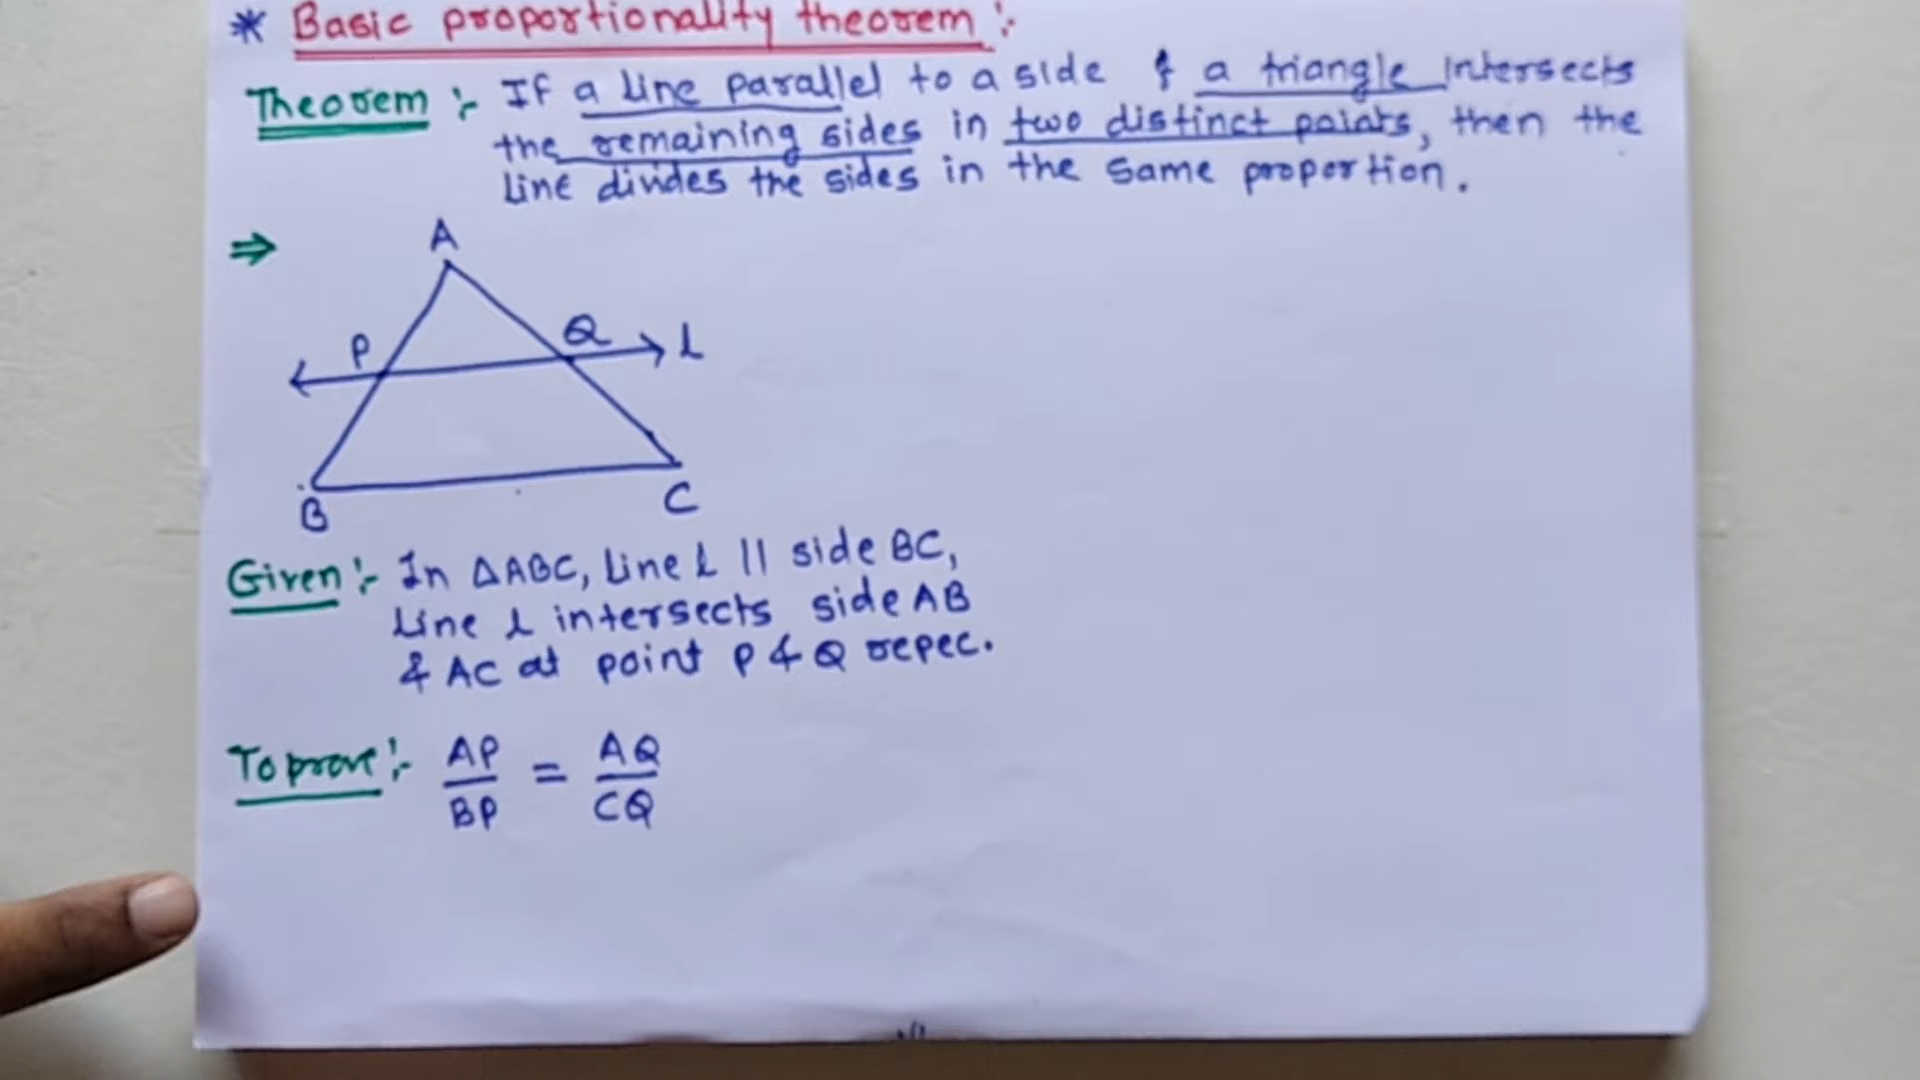 * Basic proportionality theorem :-
Theorem :- If a line parallel to a side & a triangle intersects
the remaining sides in two distinct points, then the
line divides the sides in the same proportion.
⇒
A
P
Q
l
B
C
Given :- In △ABC, Line l || side BC,
Line l intersects side AB
& AC at point P & Q repec.
To prove :- AP/BP = AQ/CQ